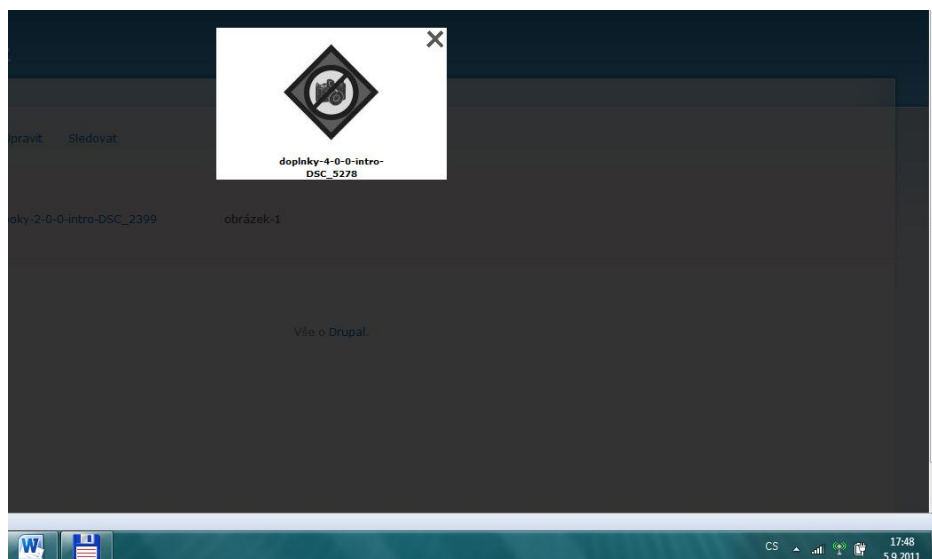 doplnky-4-0-0-intro-
DSC_5278
Upravit Sledovat
oky-2-0-0-intro-DSC_2399 obrázek-1
Vše o Drupal.
W
CS 17:48
5.9.2011